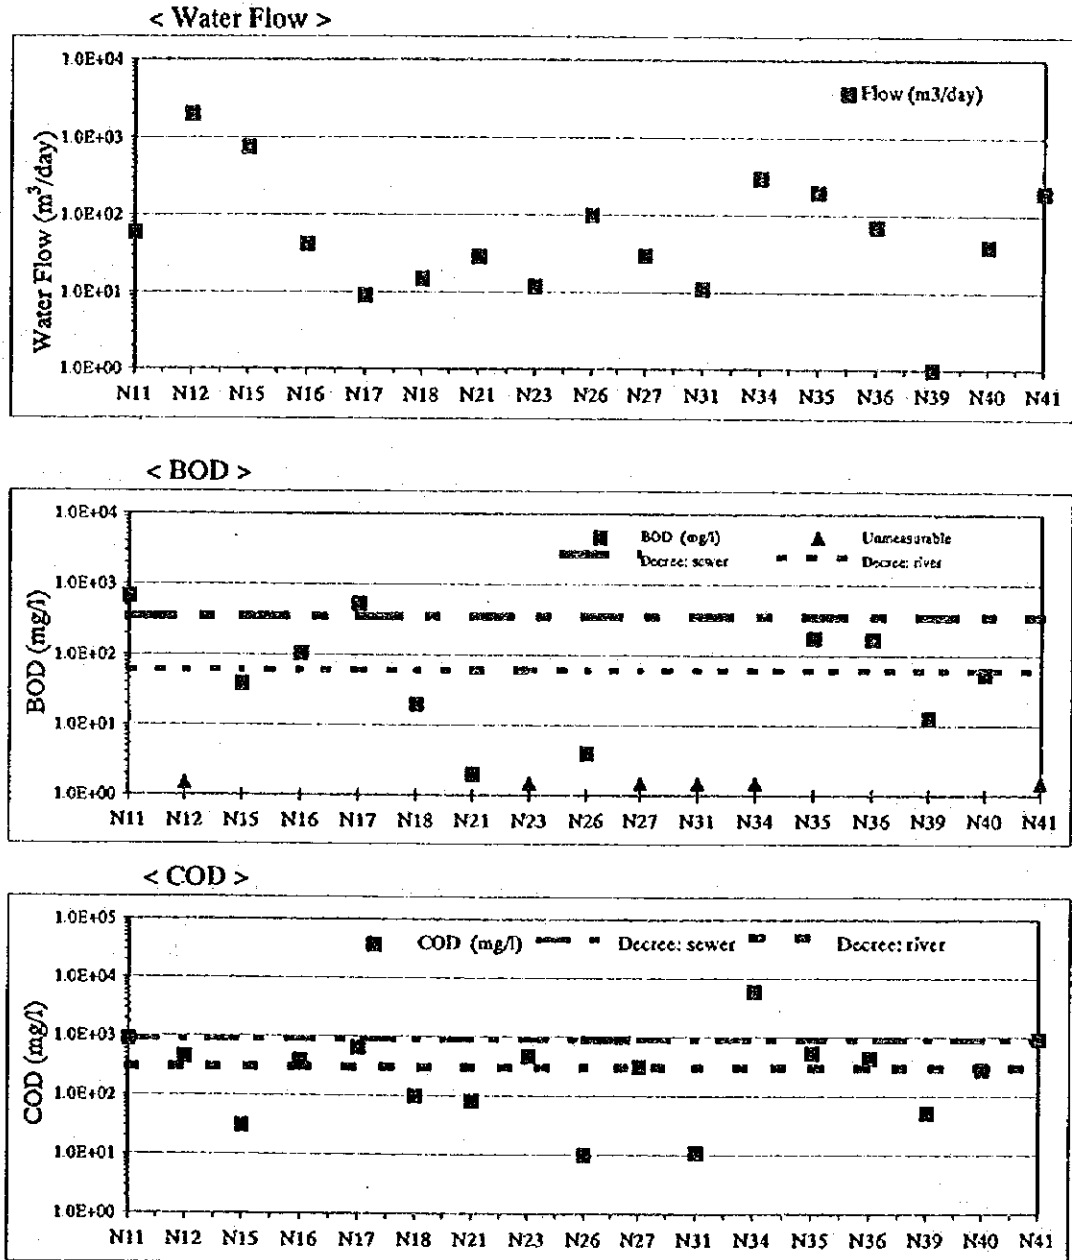 < Water Flow >
1.0E+04
Flow (m3/day)
1.0E+03
1.0E+02
1.0E+01
1.0E+00
Water Flow (m³/day)
N11 N12 N15 N16 N17 N18 N21 N23 N26 N27 N31 N34 N35 N36 N39 N40 N41
< BOD >
1.0E+04
BOD (mg/l) Unmeasurable
Decree: sewer Decree: river
1.0E+03
1.0E+02
1.0E+01
1.0E+00
BOD (mg/l)
N11 N12 N15 N16 N17 N18 N21 N23 N26 N27 N31 N34 N35 N36 N39 N40 N41
< COD >
1.0E+05
COD (mg/l) Decree: sewer Decree: river
1.0E+04
1.0E+03
1.0E+02
1.0E+01
1.0E+00
COD (mg/l)
N11 N12 N15 N16 N17 N18 N21 N23 N26 N27 N31 N34 N35 N36 N39 N40 N41